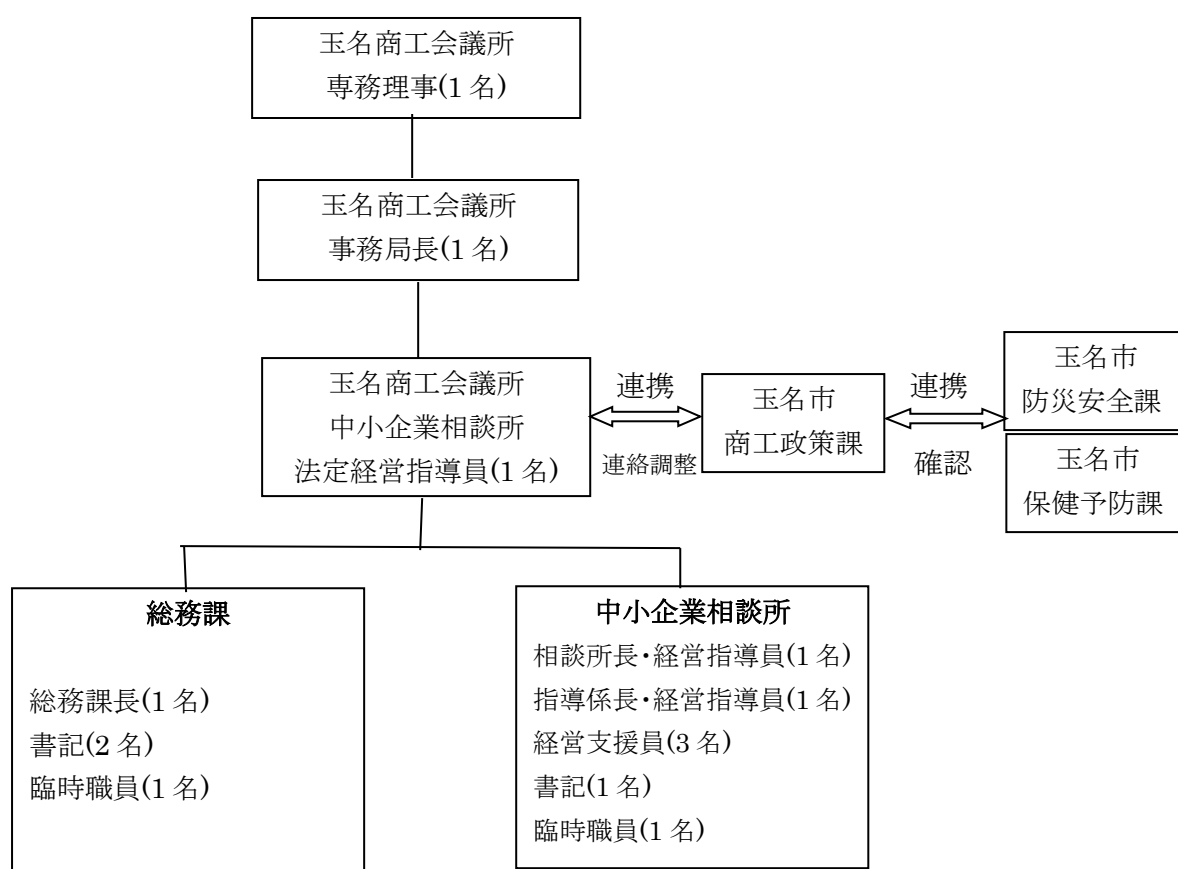 玉名商工会議所
専務理事(1 名)
玉名商工会議所
事務局長(1 名)
玉名商工会議所
中小企業相談所
法定経営指導員(1 名)
連携
連絡調整
玉名市
商工政策課
連携
確認
玉名市
防災安全課
玉名市
保健予防課
総務課
総務課長(1 名)
書記(2 名)
臨時職員(1 名)
中小企業相談所
相談所長・経営指導員(1 名)
指導係長・経営指導員(1 名)
経営支援員(3 名)
書記(1 名)
臨時職員(1 名)